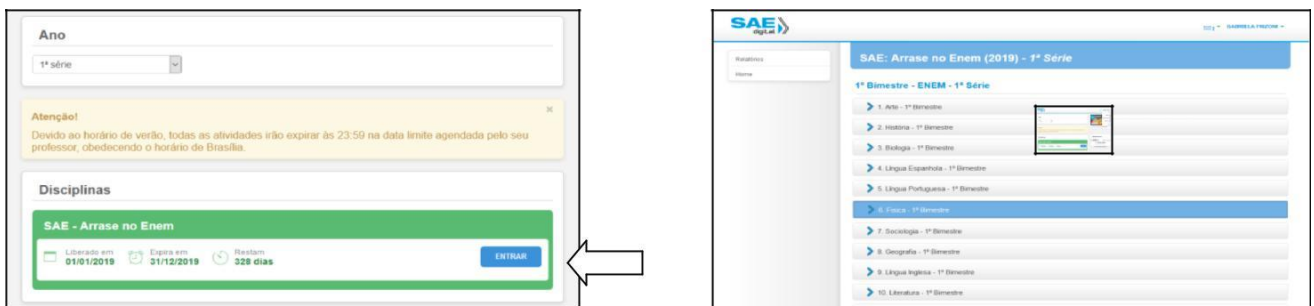 Ano
1ª série
Atenção!
Devido ao horário de verão, todas as atividades irão expirar às 23:59 na data limite agendada pelo seu
professor, obedecendo o horário de Brasília.
Disciplinas
SAE - Arrase no Enem
Liberado em
01/01/2019
Expira em
31/12/2019
Restam
328 dias
ENTRAR
SAE
digital
Relatórios
Home
SAE: Arrase no Enem (2019) - 1ª Série
1º Bimestre - ENEM - 1ª Série
1. Arte - 1º Bimestre
2. História - 1º Bimestre
3. Biologia - 1º Bimestre
4. Língua Espanhola - 1º Bimestre
5. Língua Portuguesa - 1º Bimestre
6. Física - 1º Bimestre
7. Sociologia - 1º Bimestre
8. Geografia - 1º Bimestre
9. Língua Inglesa - 1º Bimestre
10. Literatura - 1º Bimestre